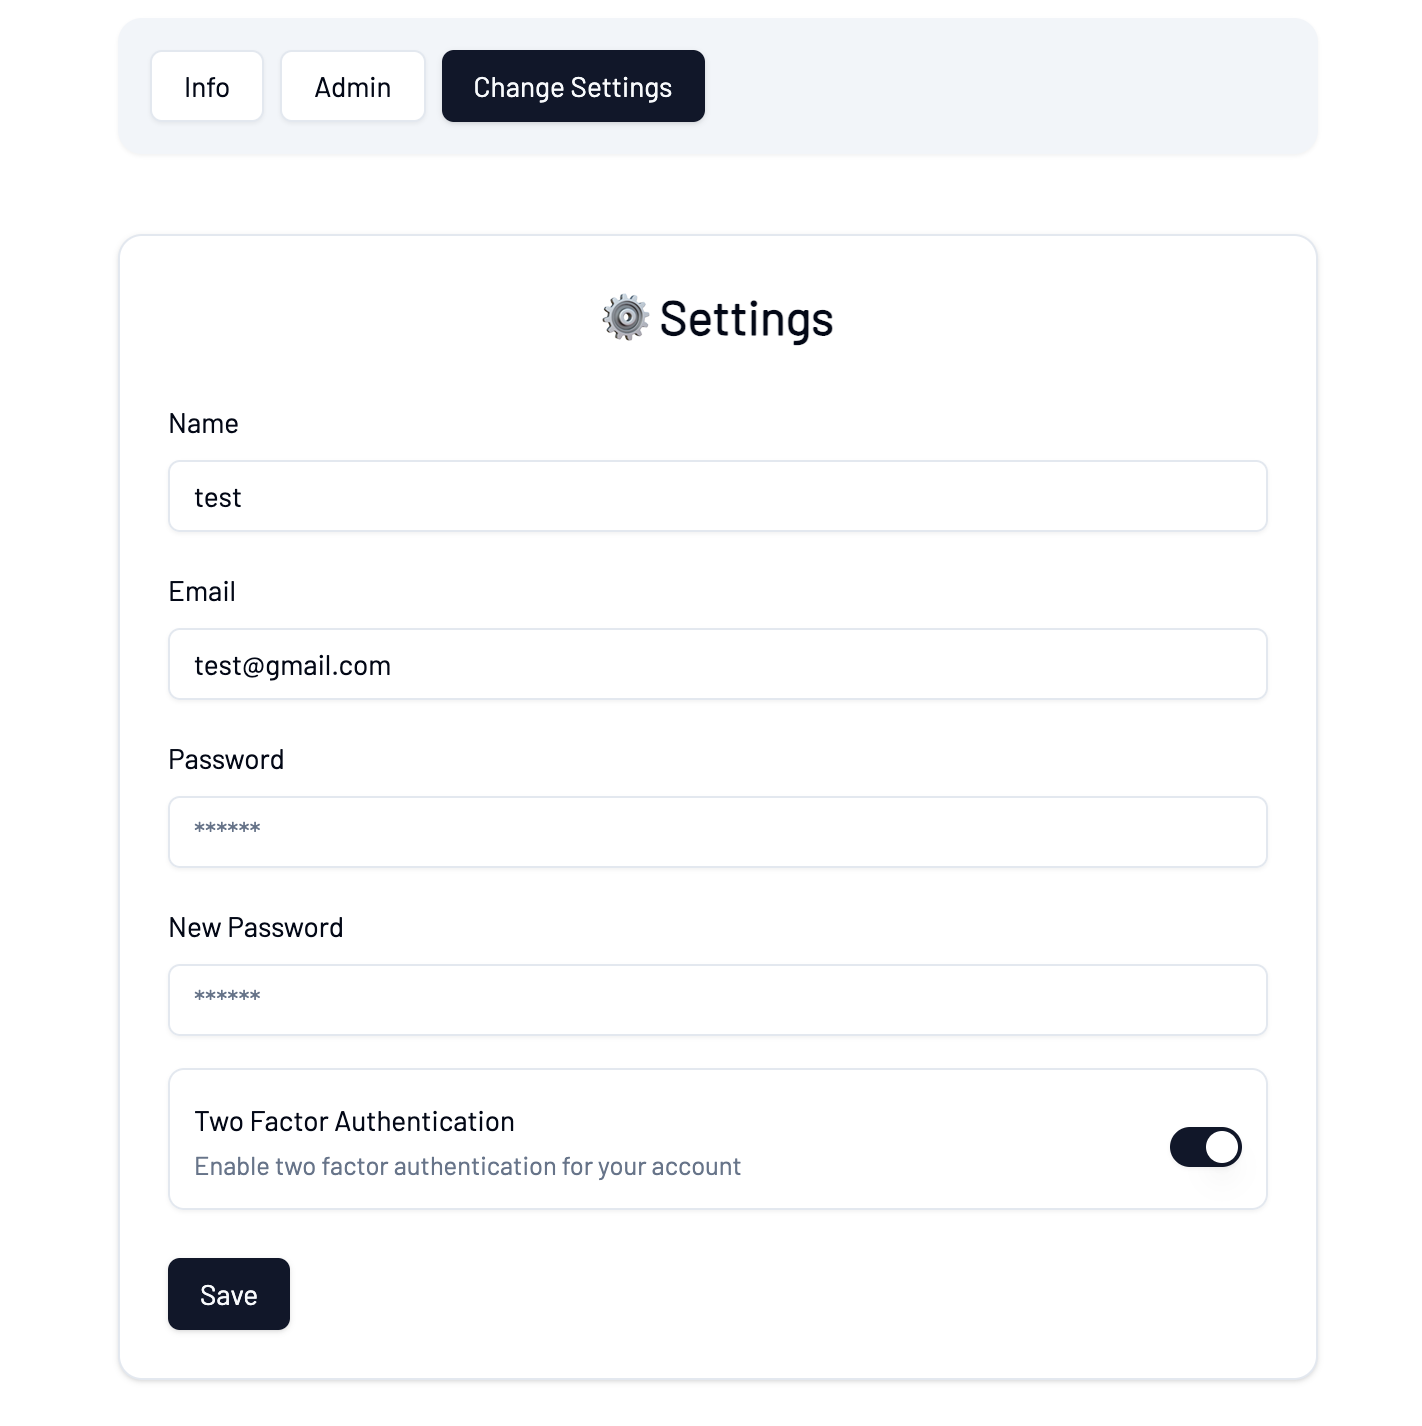 Info Admin Change Settings
Settings
Name
test
Email
test@gmail.com
Password
******
New Password
******
Two Factor Authentication
Enable two factor authentication for your account
Save